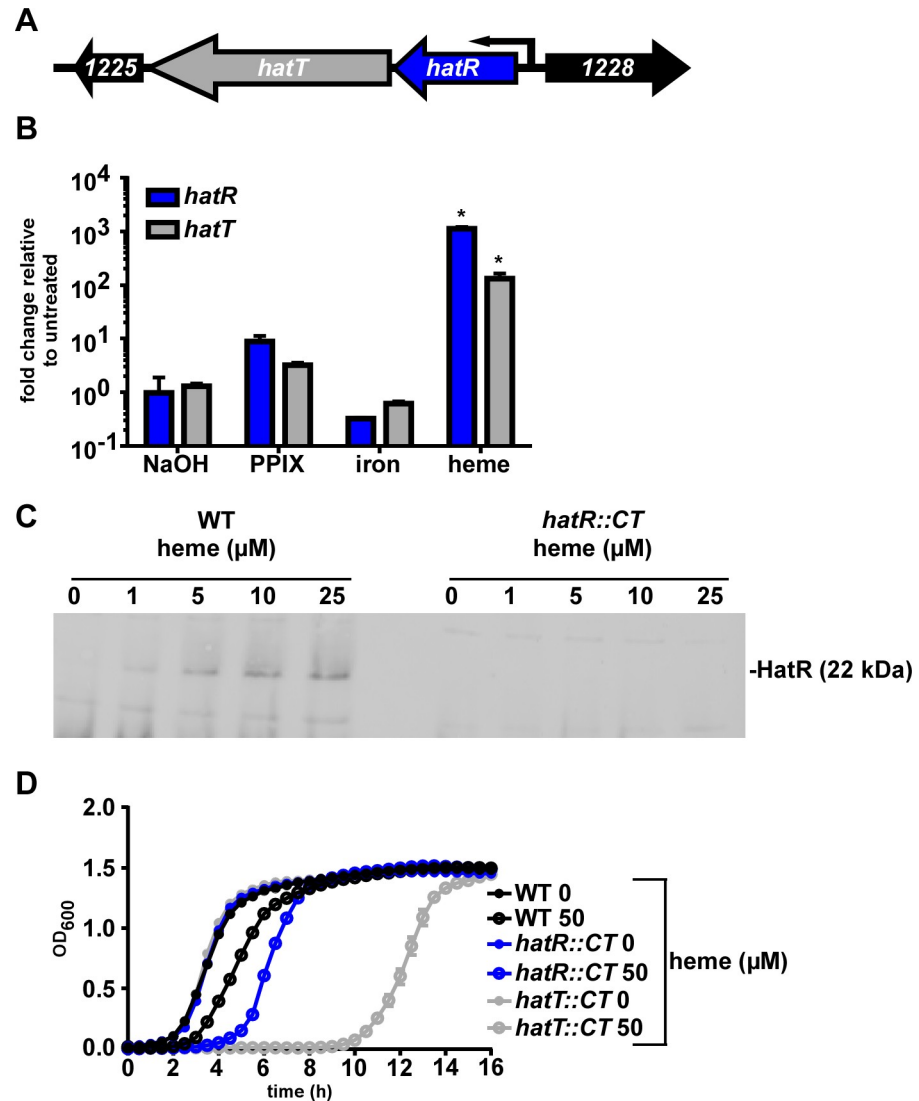 A
1225 hatT hatR 1228
B
fold change relative
to untreated
10^4
10^3
10^2
10^1
10^0
10^-1
hatR
hatT
*
*
NaOH PPIX iron heme
C
WT hatR::CT
heme (µM) heme (µM)
0 1 5 10 25 0 1 5 10 25
-HatR (22 kDa)
D
OD600
2.0
1.5
1.0
0.5
0.0
0 2 4 6 8 10 12 14 16
time (h)
WT 0
WT 50
hatR::CT 0
hatR::CT 50
hatT::CT 0
hatT::CT 50
heme (µM)